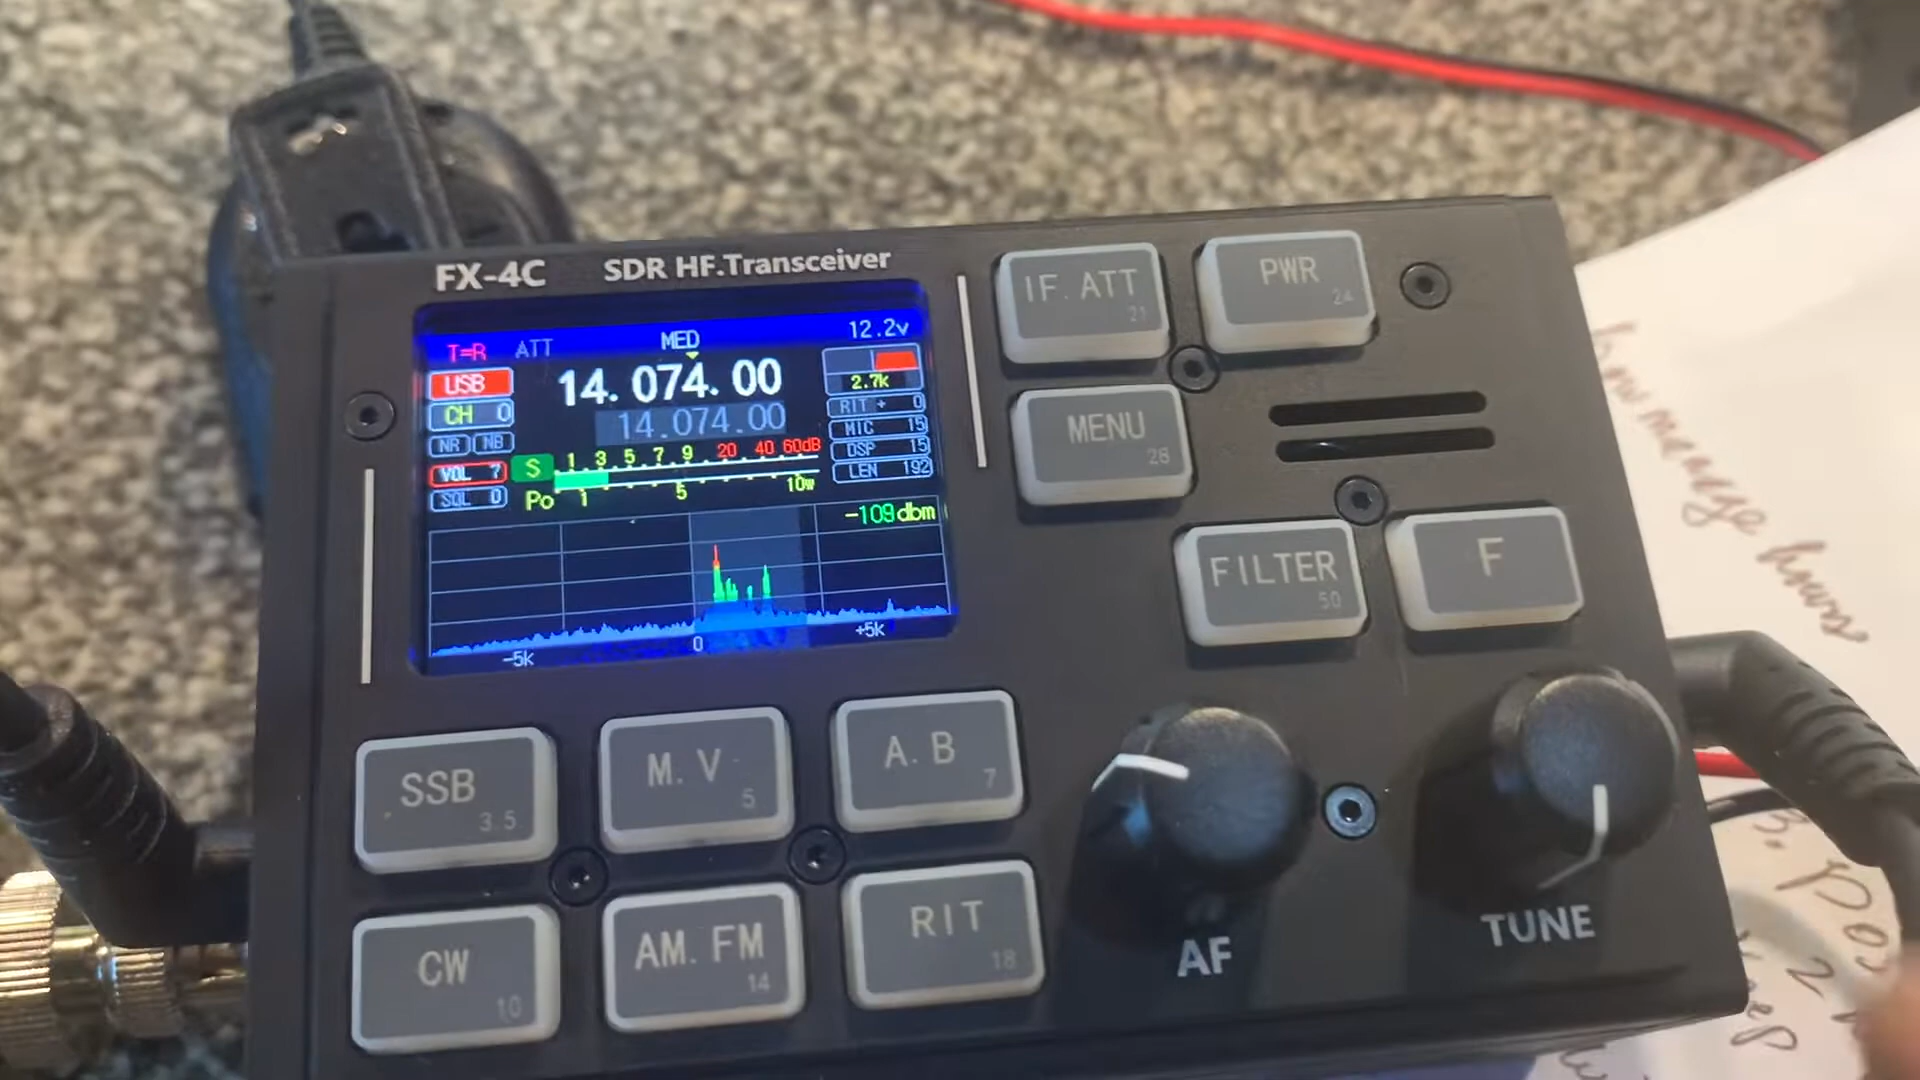 FX-4C SDR HF.Transceiver
T=R ATT MED 12.2v
USB 14.074.00
2.7k
CH 0 14.074.00 RIT + 0
NR NB MIC 15
1 3 5 7 9 20 40 60dB DSP 15
VOL 7 S LEN 192
SQL 0 Po 1 5 10w
-109dbm
-5k 0 +5k
IF.ATT 21
PWR 24
MENU 28
FILTER 50
F
SSB 3.5
M.V 5
A.B 7
CW 10
AM.FM 14
RIT 18
AF
TUNE